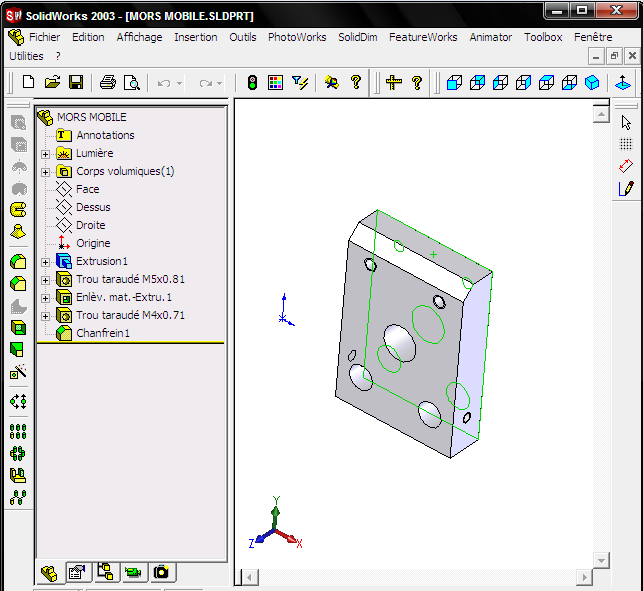 SolidWorks 2003 - [MORS MOBILE.SLDPRT]
Fichier Edition Affichage Insertion Outils PhotoWorks SolidDim FeatureWorks Animator Toolbox Fenêtre
Utilities ?
MORS MOBILE
Annotations
Lumière
Corps volumiques(1)
Face
Dessus
Droite
Origine
Extrusion1
Trou taraudé M5x0.81
Enlèv. mat.-Extru.1
Trou taraudé M4x0.71
Chanfrein1
Y
Z X